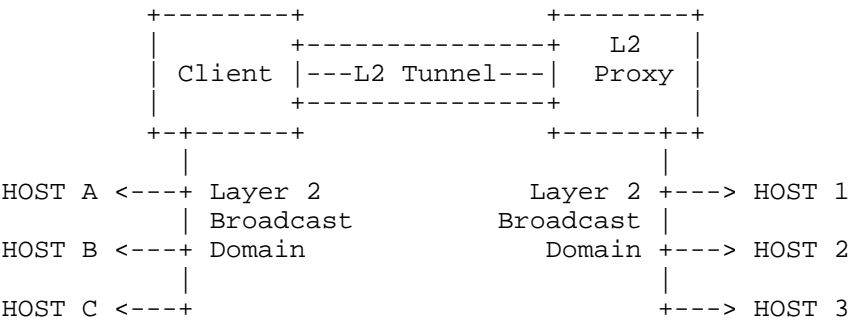 +--------+                +--------+
|        +---------------+   L2   |
| Client |---L2 Tunnel---|  Proxy |
|        +---------------+        |
+-+------+                +------+-+
|                              |
HOST A <---+ Layer 2          Layer 2 +---> HOST 1
| Broadcast        Broadcast |
HOST B <---+ Domain            Domain +---> HOST 2
|                              |
HOST C <---+                          +---> HOST 3